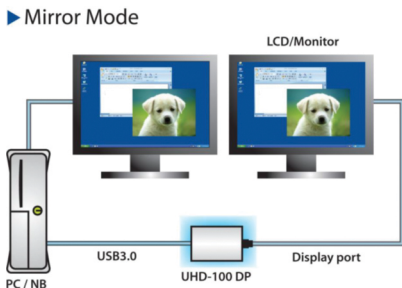 Mirror Mode
LCD/Monitor
USB3.0
Display port
UHD-100 DP
PC / NB